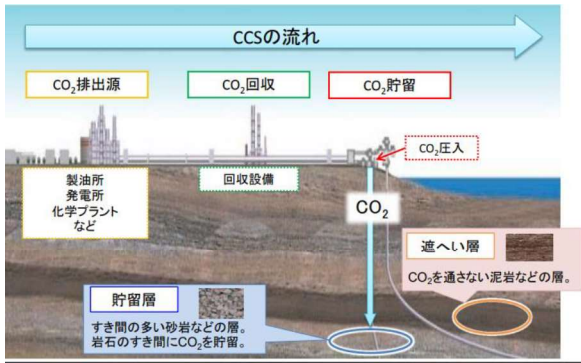 CCSの流れ
CO₂排出源
CO₂回収
CO₂貯留
CO₂圧入
製油所
発電所
化学プラント
など
回収設備
CO₂
遮へい層
CO₂を通さない泥岩などの層。
貯留層
すき間の多い砂岩などの層。
岩石のすき間にCO₂を貯留。